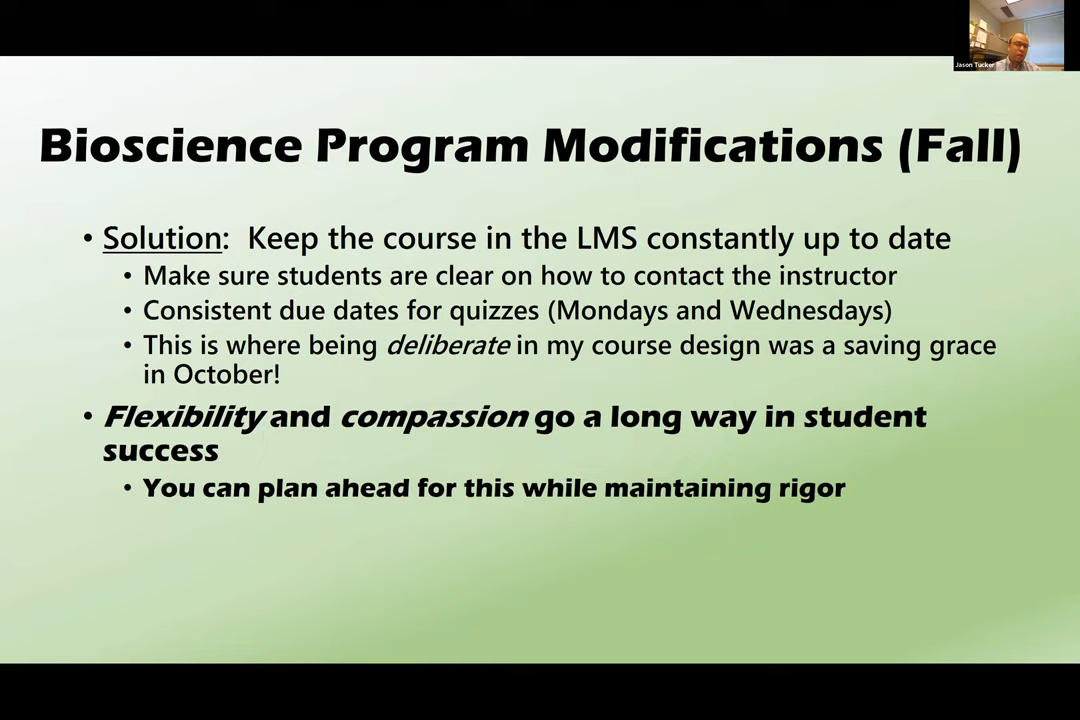 Jason Tucker
Bioscience Program Modifications (Fall)
• Solution: Keep the course in the LMS constantly up to date
• Make sure students are clear on how to contact the instructor
• Consistent due dates for quizzes (Mondays and Wednesdays)
• This is where being deliberate in my course design was a saving grace
in October!
• Flexibility and compassion go a long way in student
success
• You can plan ahead for this while maintaining rigor